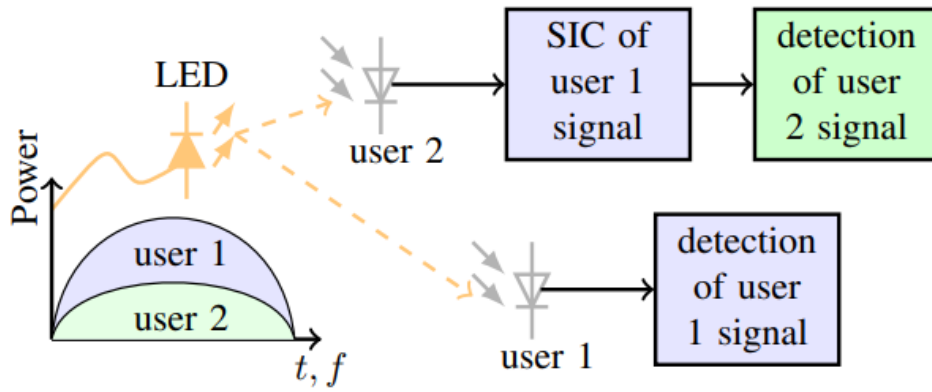 LED
user 2
SIC of
user 1
signal
detection
of user
2 signal
Power
user 1
user 2
t, f
user 1
detection
of user
1 signal